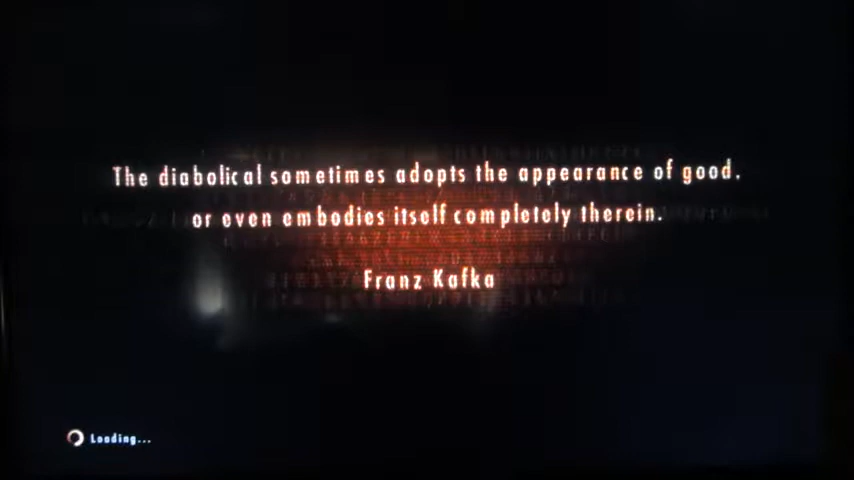 The diabolical sometimes adopts the appearance of good,
or even embodies itself completely therein.
Franz Kafka
Loading...